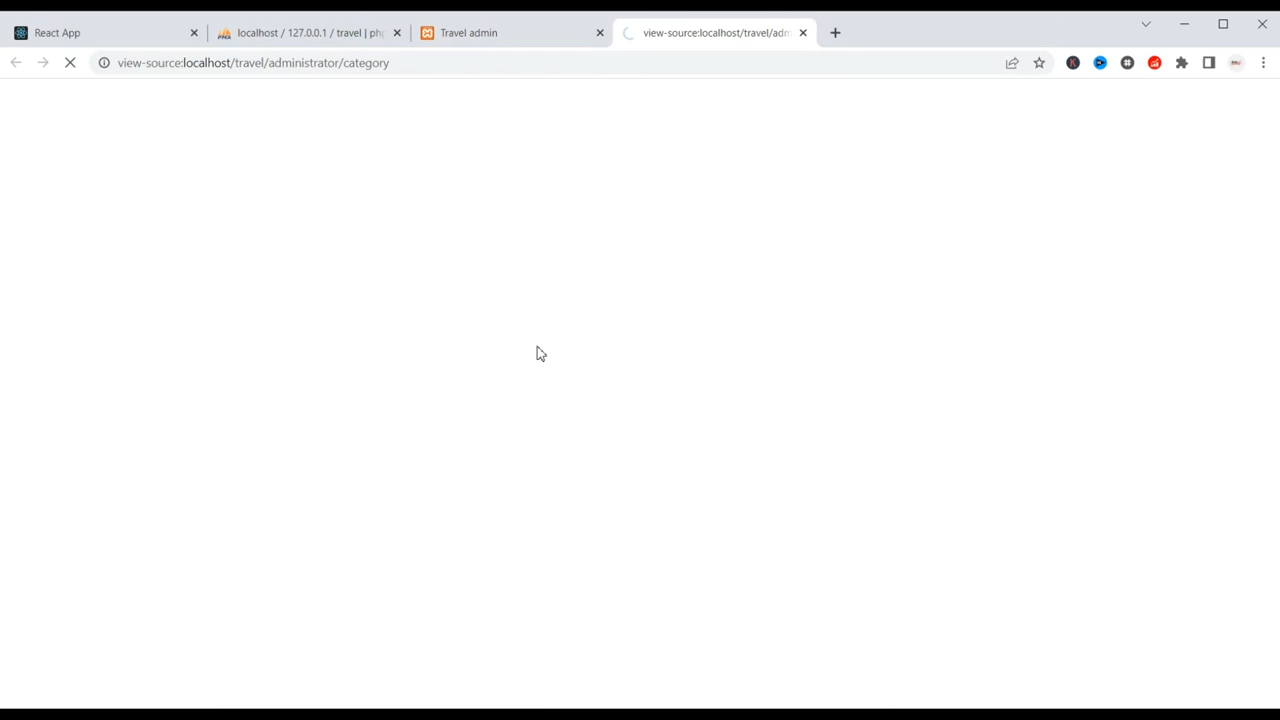 React App
localhost / 127.0.0.1 / travel | ph
Travel admin
view-source:localhost/travel/adm
view-source:localhost/travel/administrator/category